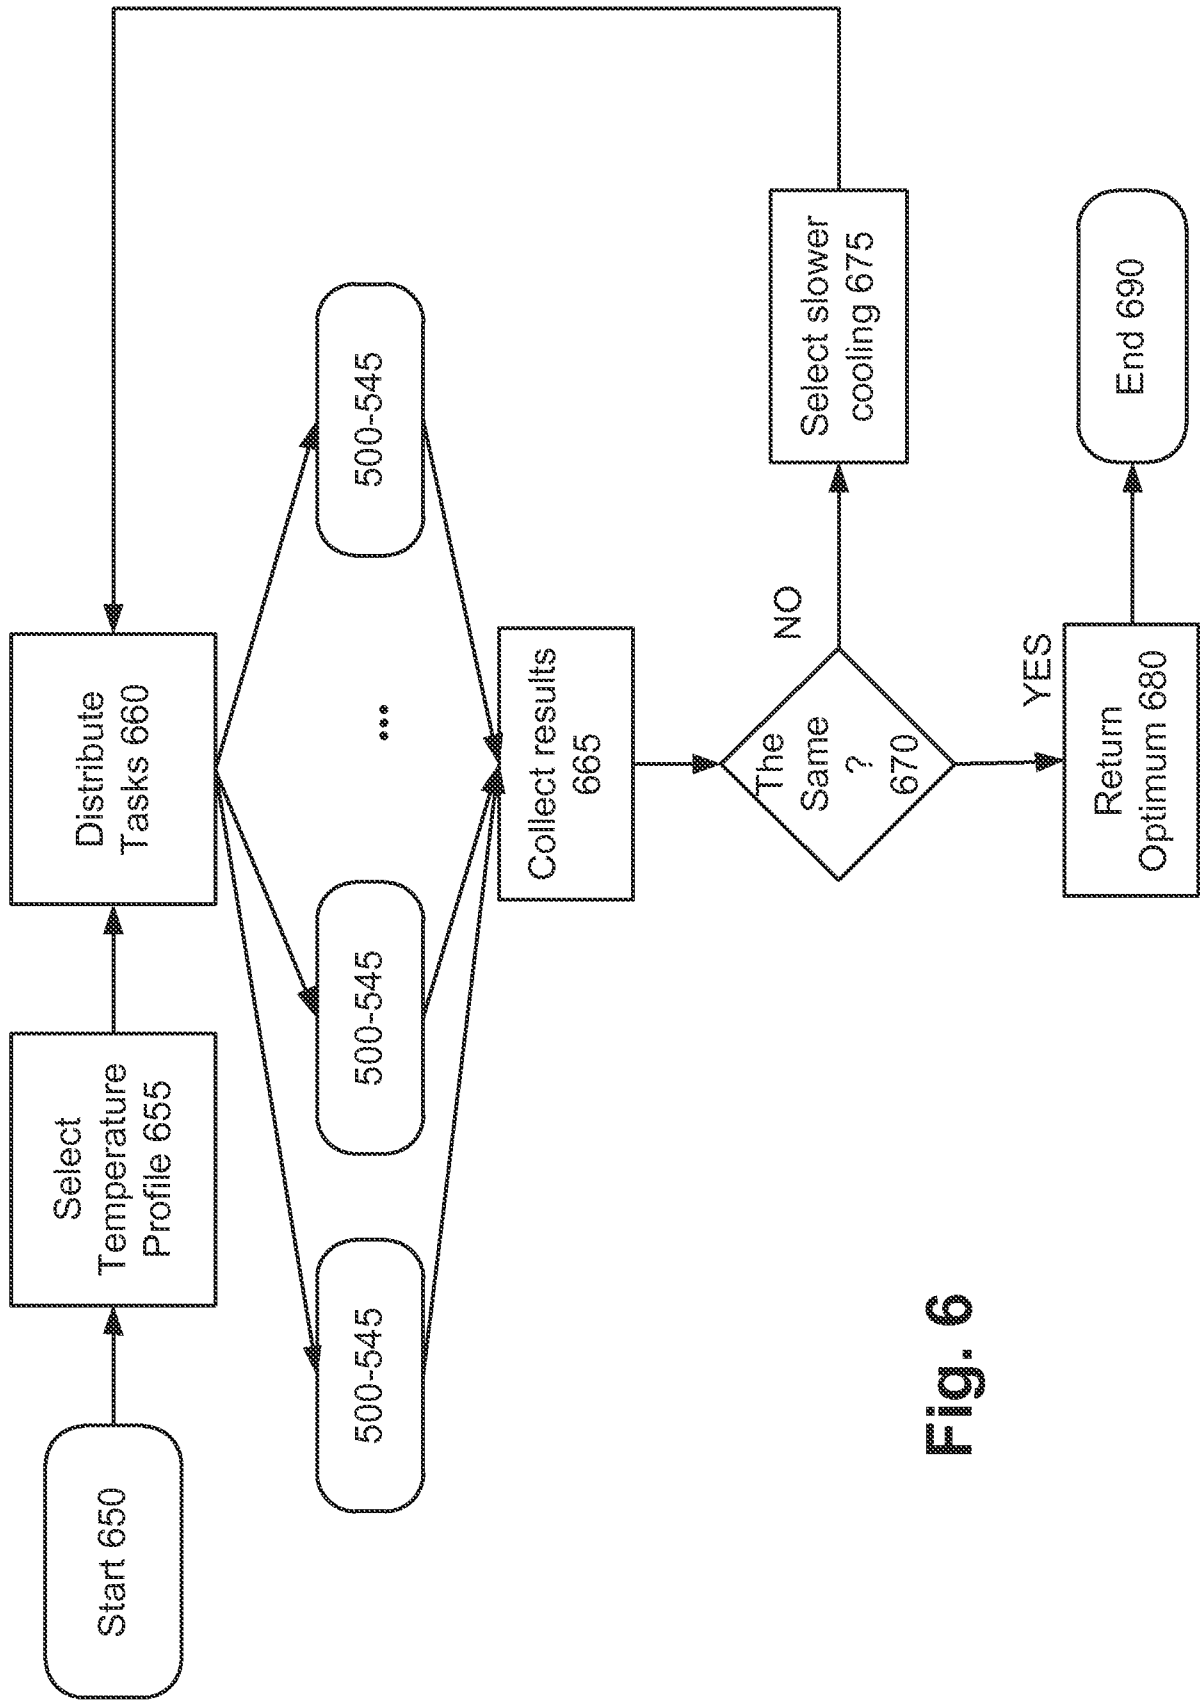 Start 650
Select
Temperature
Profile 655
Distribute
Tasks 660
500-545
500-545
...
500-545
Collect results
665
The
Same
?
670
NO
Select slower
cooling 675
YES
Return
Optimum 680
End 690
Fig. 6